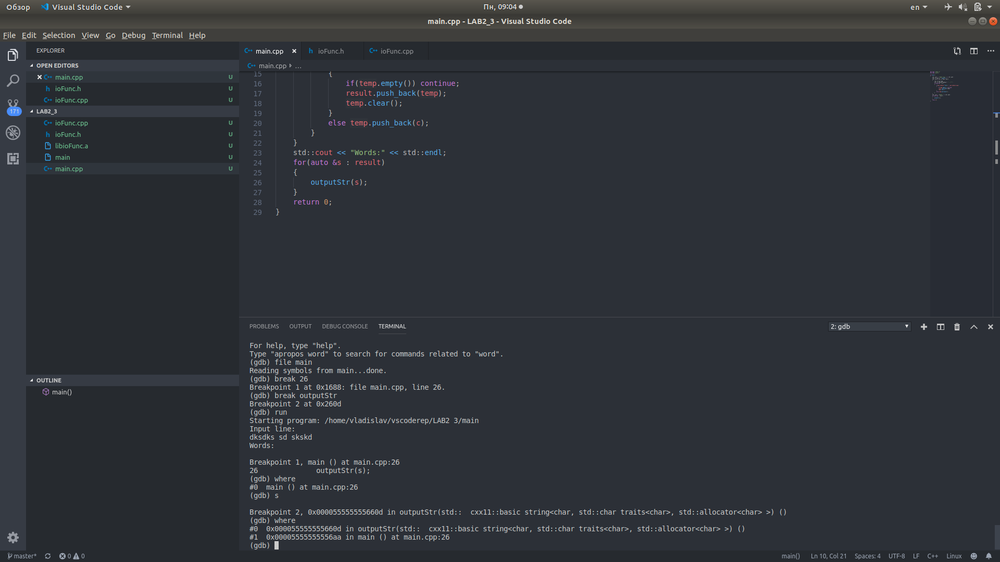 Обзор Visual Studio Code Пн, 09:04 en
main.cpp - LAB2_3 - Visual Studio Code
File Edit Selection View Go Debug Terminal Help
EXPLORER
OPEN EDITORS
main.cpp U
ioFunc.h U
ioFunc.cpp U
171
LAB2_3
ioFunc.cpp U
ioFunc.h U
libioFunc.a U
main U
main.cpp U
OUTLINE
main()
main.cpp ioFunc.h ioFunc.cpp
main.cpp ...
15 {
16 if(temp.empty()) continue;
17 result.push_back(temp);
18 temp.clear();
19 }
20 else temp.push_back(c);
21 }
22 }
23 std::cout << "Words:" << std::endl;
24 for(auto &s : result)
25 {
26 outputStr(s);
27 }
28 return 0;
29 }
PROBLEMS OUTPUT DEBUG CONSOLE TERMINAL 2: gdb
For help, type "help".
Type "apropos word" to search for commands related to "word".
(gdb) file main
Reading symbols from main...done.
(gdb) break 26
Breakpoint 1 at 0x1688: file main.cpp, line 26.
(gdb) break outputStr
Breakpoint 2 at 0x260d
(gdb) run
Starting program: /home/vladislav/vscoderep/LAB2 3/main
Input line:
dksdks sd skskd
Words:
Breakpoint 1, main () at main.cpp:26
26 outputStr(s);
(gdb) where
#0 main () at main.cpp:26
(gdb) s
Breakpoint 2, 0x000055555555660d in outputStr(std:: cxx11::basic string<char, std::char traits<char>, std::allocator<char> >) ()
(gdb) where
#0 0x000055555555660d in outputStr(std:: cxx11::basic string<char, std::char traits<char>, std::allocator<char> >) ()
#1 0x00005555555556aa in main () at main.cpp:26
(gdb)
master* 0 0 main() Ln 10, Col 21 Spaces: 4 UTF-8 LF C++ Linux